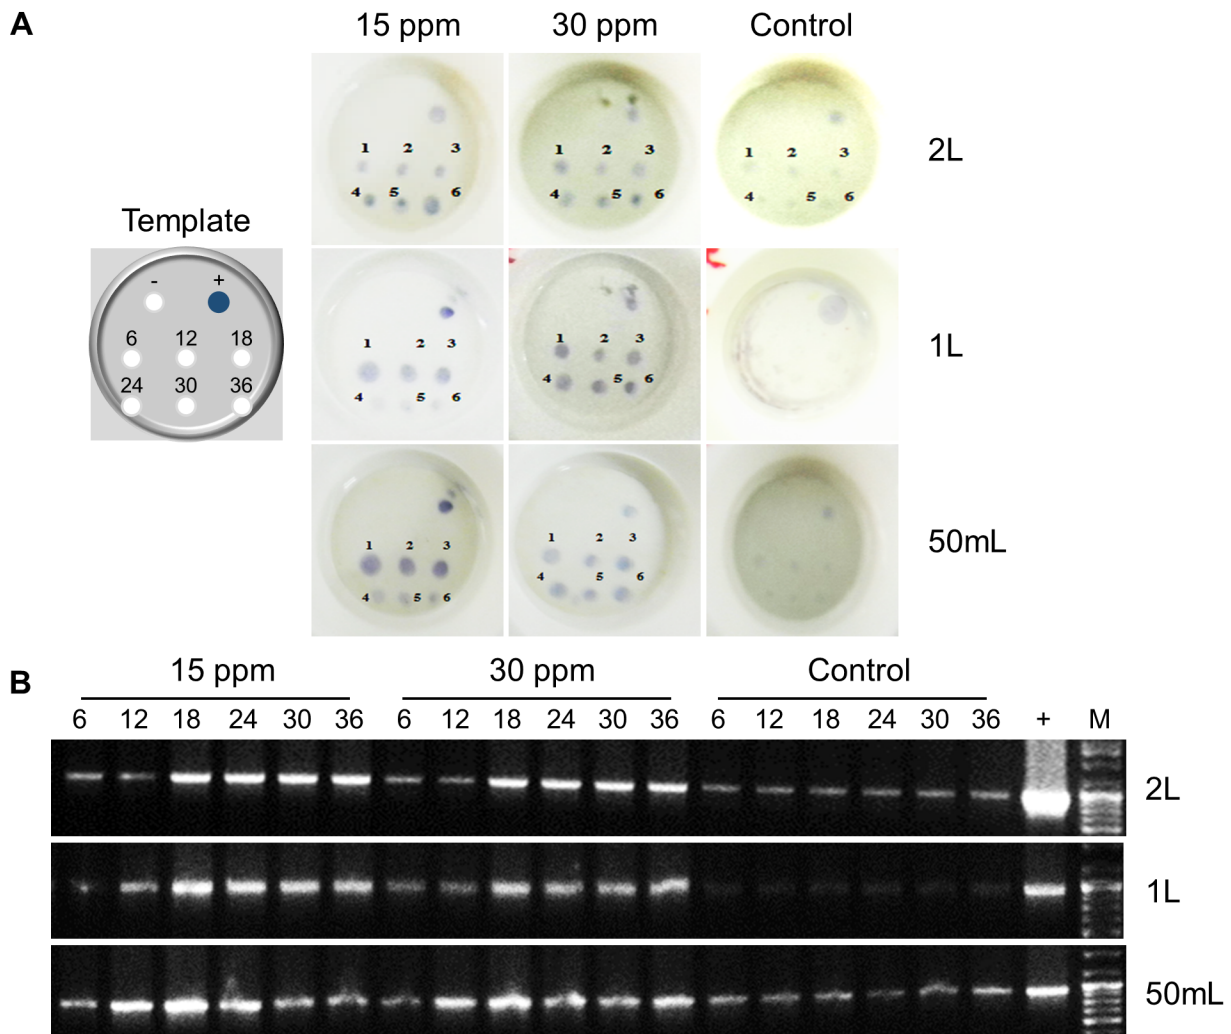 A
15 ppm 30 ppm Control
1 2 3 1 2 3 1 2 3 2L
4 5 6 4 5 6 4 5 6
Template
- +
6 12 18
24 30 36
1 2 3 1 2 3 1L
4 5 6 4 5 6
1 2 3 1 2 3 50mL
4 5 6 4 5 6
B
15 ppm 30 ppm Control
6 12 18 24 30 36 6 12 18 24 30 36 6 12 18 24 30 36 + M
2L
1L
50mL